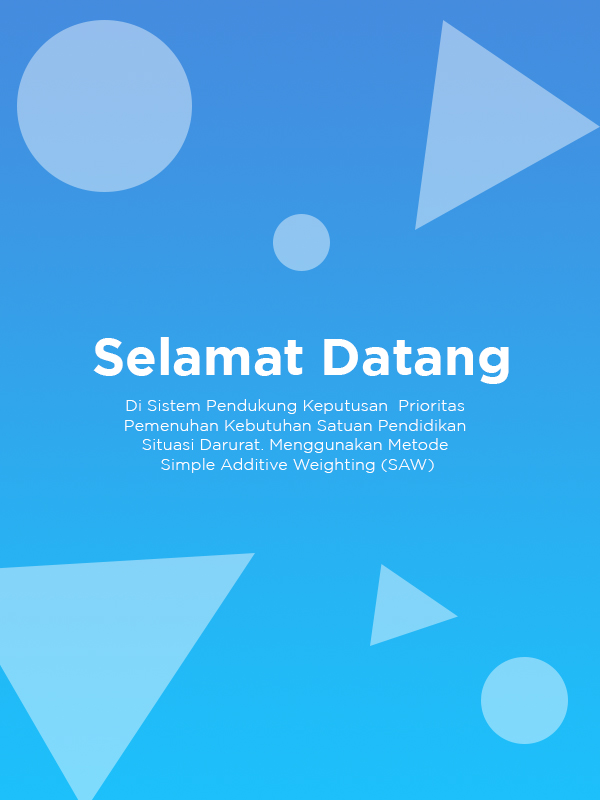 Selamat Datang
Di Sistem Pendukung Keputusan  Prioritas
Pemenuhan Kebutuhan Satuan Pendidikan
Situasi Darurat. Menggunakan Metode
Simple Additive Weighting (SAW)